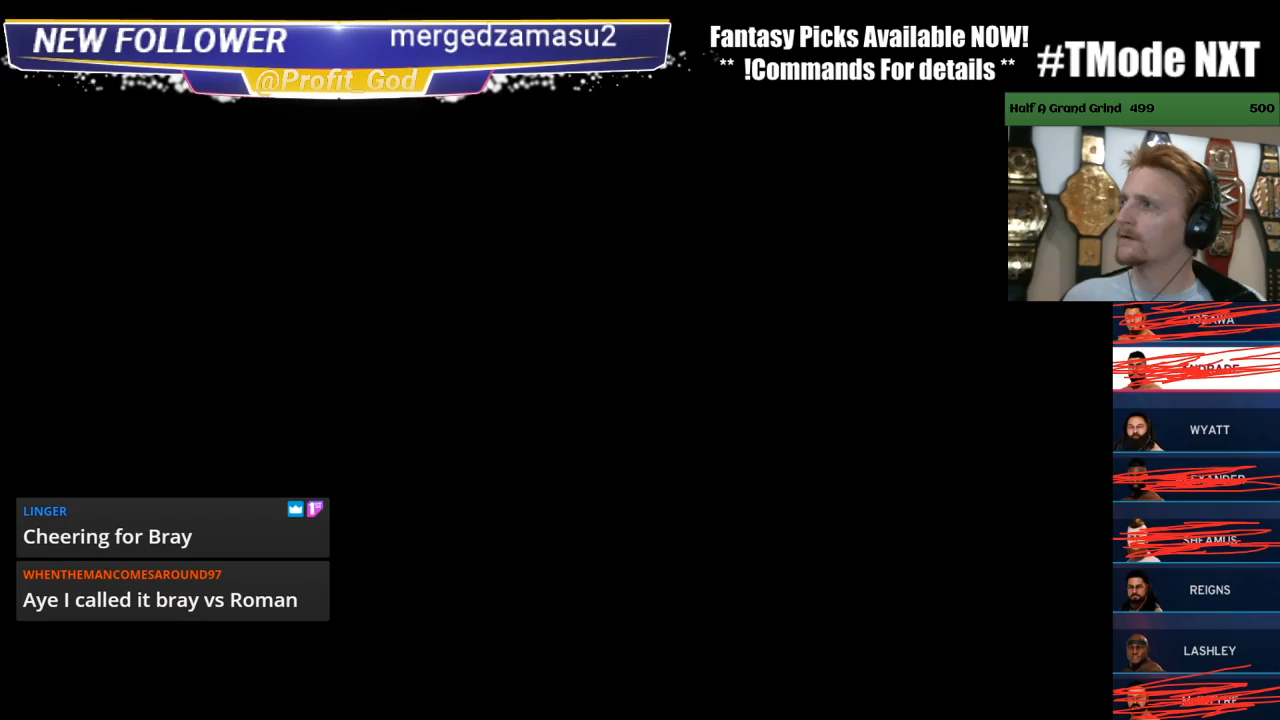 NEW FOLLOWER
mergedzamasu2
@Profit_God
Fantasy Picks Available NOW!
** !Commands For details **
#TMode NXT
Half A Grand Grind 499 500
WYATT
SHEAMUS
REIGNS
LASHLEY
LINGER
Cheering for Bray
WHENTHEMANCOMESAROUND97
Aye I called it bray vs Roman